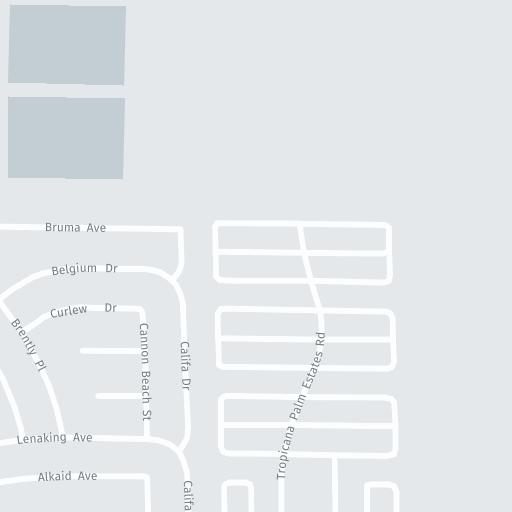 Bruma Ave
Belgium Dr
Curlew Dr
Brently Pl
Cannon Beach St
Califa Dr
Tropicana Palm Estates Rd
Lenaking Ave
Alkaid Ave
Califa